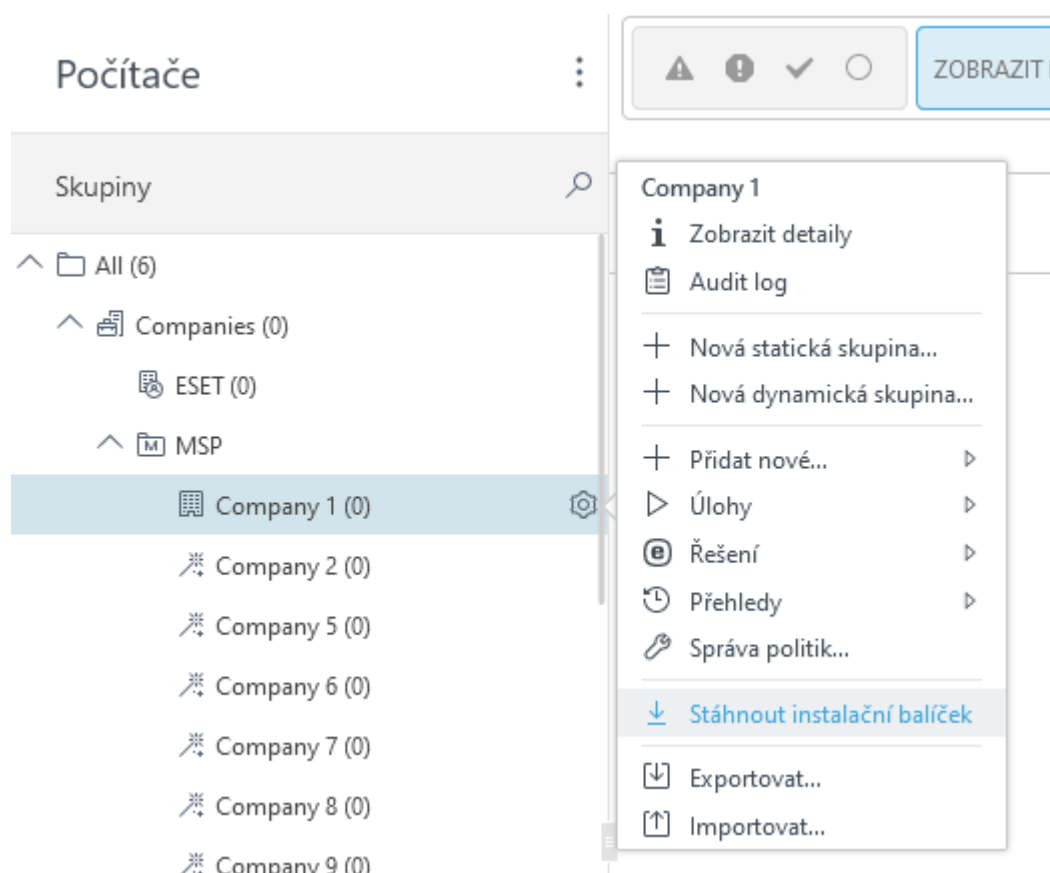 Počítače
ZOBRAZIT
Skupiny
All (6)
Companies (0)
ESET (0)
MSP
Company 1 (0)
Company 2 (0)
Company 5 (0)
Company 6 (0)
Company 7 (0)
Company 8 (0)
Company 9 (0)
Company 1
Zobrazit detaily
Audit log
Nová statická skupina...
Nová dynamická skupina...
Přidat nové...
Úlohy
Řešení
Přehledy
Správa politik...
Stáhnout instalační balíček
Exportovat...
Importovat...